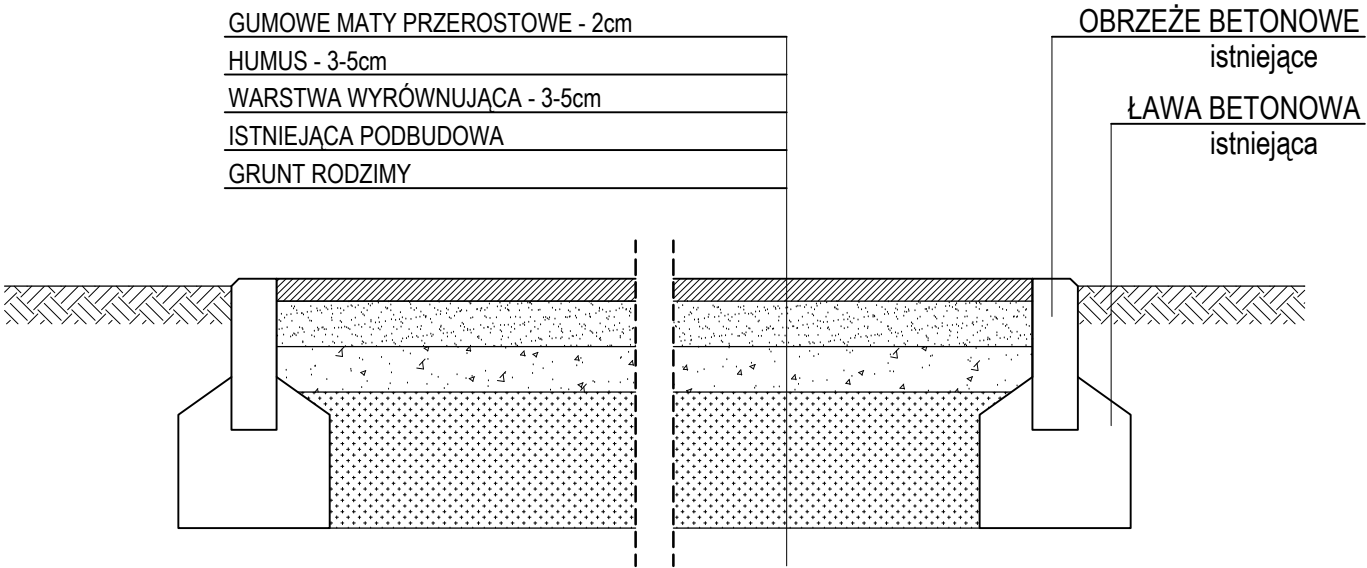 GUMOWE MATY PRZEROSTOWE - 2cm
HUMUS - 3-5cm
WARSTWA WYRÓWNUJĄCA - 3-5cm
ISTNIEJĄCA PODBUDOWA
GRUNT RODZIMY
OBRZEŻE BETONOWE
istniejące
ŁAWA BETONOWA
istniejąca